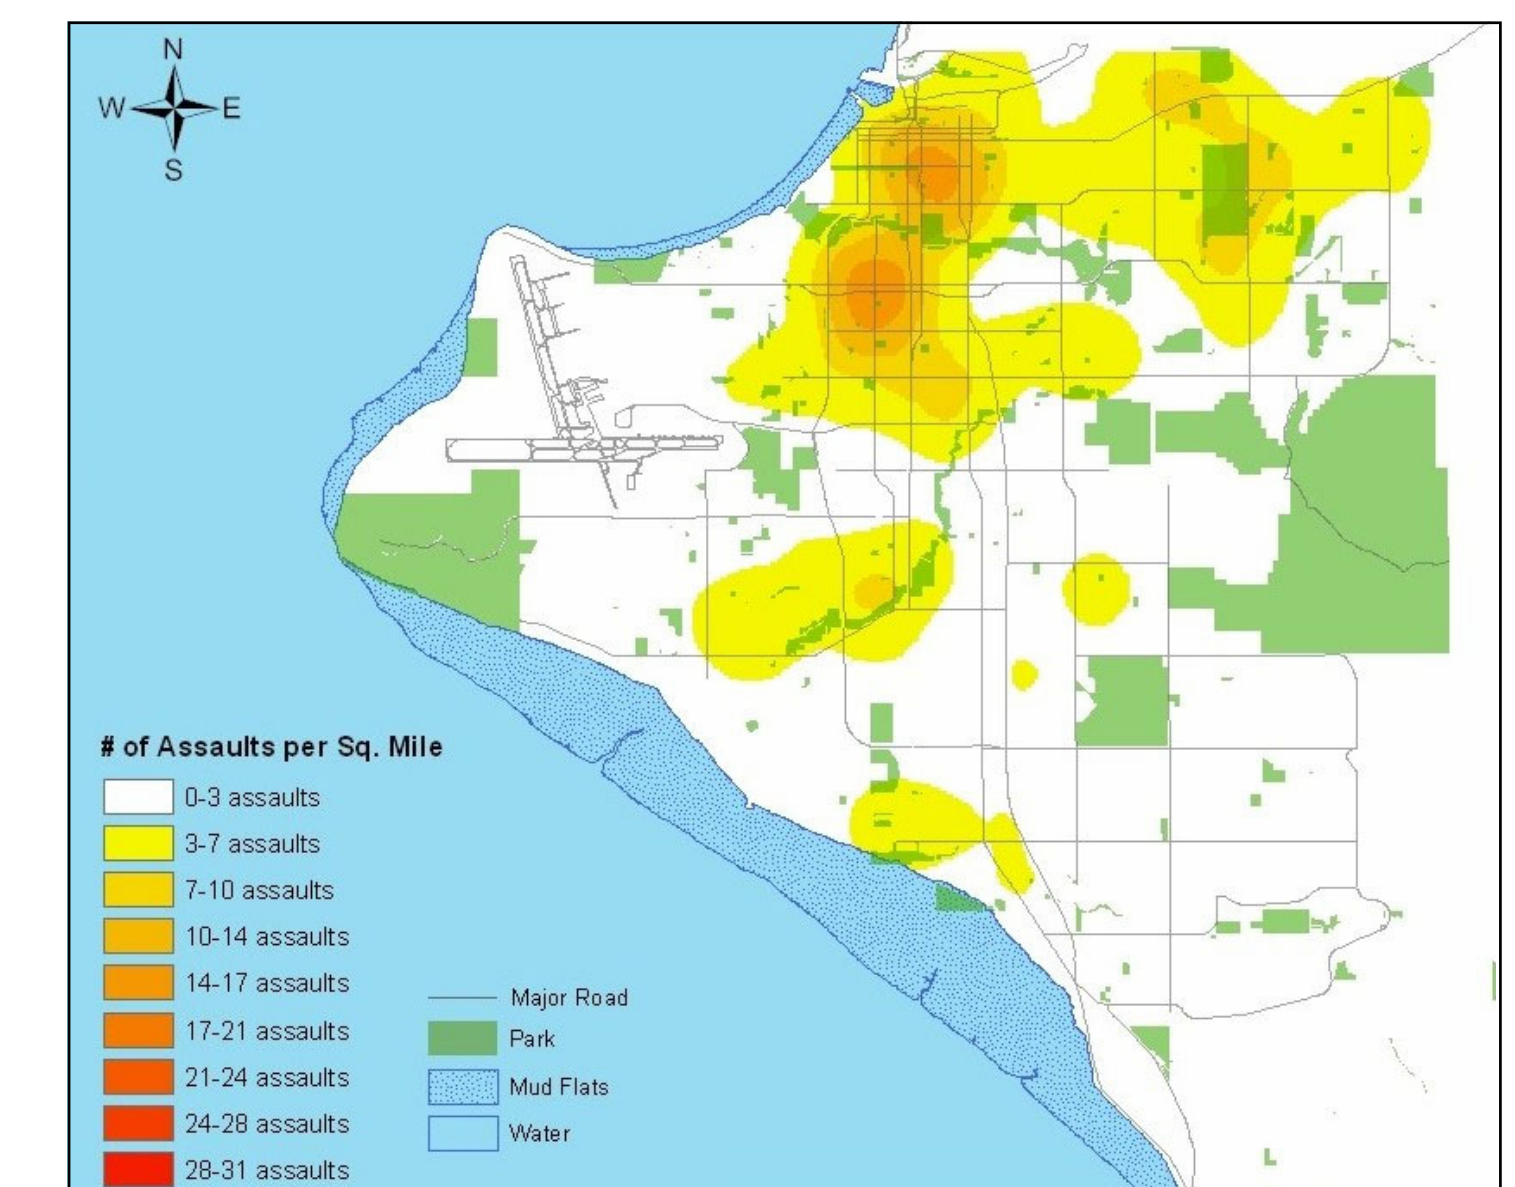 N
W E
S
# of Assaults per Sq. Mile
0-3 assaults
3-7 assaults
7-10 assaults
10-14 assaults
14-17 assaults
17-21 assaults
21-24 assaults
24-28 assaults
28-31 assaults
Major Road
Park
Mud Flats
Water